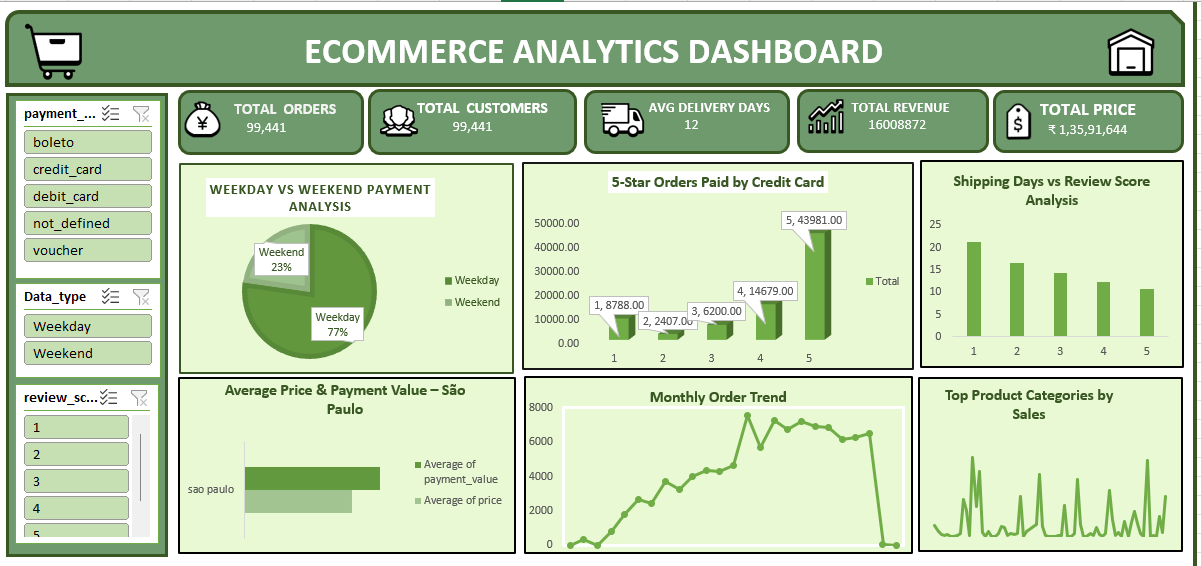 ECOMMERCE ANALYTICS DASHBOARD
payment_...
boleto
credit_card
debit_card
not_defined
voucher
Data_type
Weekday
Weekend
review_sc...
1
2
3
4
5
¥
TOTAL ORDERS
99,441
TOTAL CUSTOMERS
99,441
AVG DELIVERY DAYS
12
TOTAL REVENUE
16008872
$
TOTAL PRICE
₹ 1,35,91,644
WEEKDAY VS WEEKEND PAYMENT
ANALYSIS
Weekend
23%
Weekday
77%
Weekday
Weekend
5-Star Orders Paid by Credit Card
50000.00
40000.00
30000.00
20000.00
10000.00
0.00
1, 8788.00
2, 2407.00
3, 6200.00
4, 14679.00
5, 43981.00
1
2
3
4
5
Total
Shipping Days vs Review Score
Analysis
25
20
15
10
5
0
1
2
3
4
5
Average Price & Payment Value – São
Paulo
sao paulo
Average of
payment_value
Average of price
Monthly Order Trend
8000
6000
4000
2000
0
Top Product Categories by
Sales